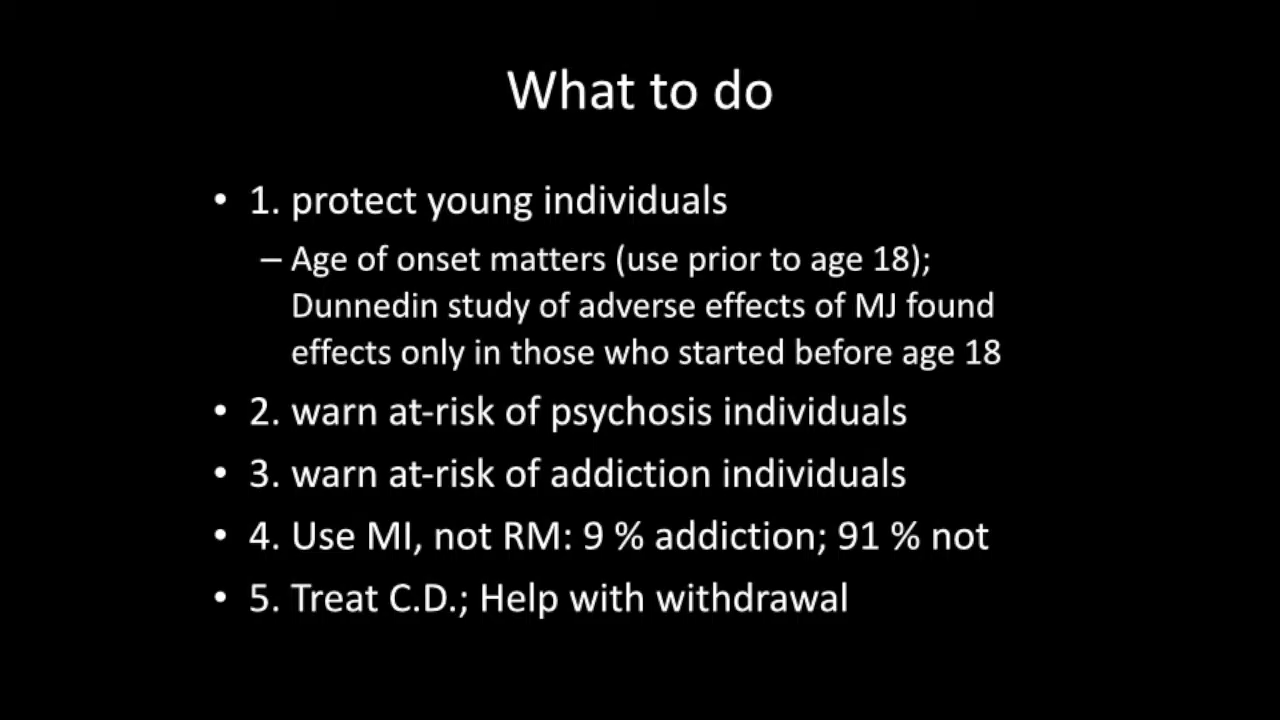 What to do
• 1. protect young individuals
– Age of onset matters (use prior to age 18);
Dunnedin study of adverse effects of MJ found
effects only in those who started before age 18
• 2. warn at-risk of psychosis individuals
• 3. warn at-risk of addiction individuals
• 4. Use MI, not RM: 9 % addiction; 91 % not
• 5. Treat C.D.; Help with withdrawal